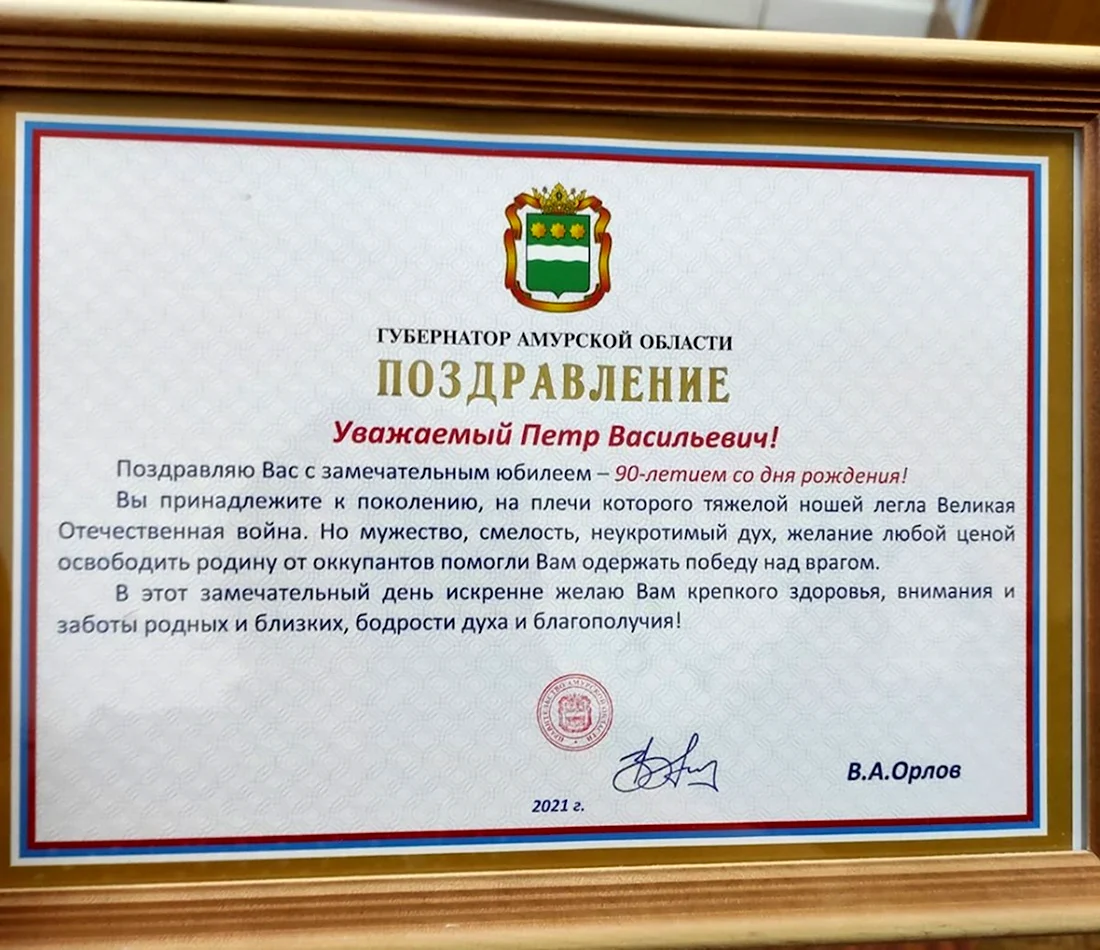 ГУБЕРНАТОР АМУРСКОЙ ОБЛАСТИ
ПОЗДРАВЛЕНИЕ
Уважаемый Петр Васильевич!
Поздравляю Вас с замечательным юбилеем – 90-летием со дня рождения!
Вы принадлежите к поколению, на плечи которого тяжелой ношей легла Великая
Отечественная война. Но мужество, смелость, неукротимый дух, желание любой ценой
освободить родину от оккупантов помогли Вам одержать победу над врагом.
В этот замечательный день искренне желаю Вам крепкого здоровья, внимания и
заботы родных и близких, бодрости духа и благополучия!
ПРАВИТЕЛЬСТВО АМУРСКОЙ ОБЛАСТИ
В.А.Орлов
2021 г.